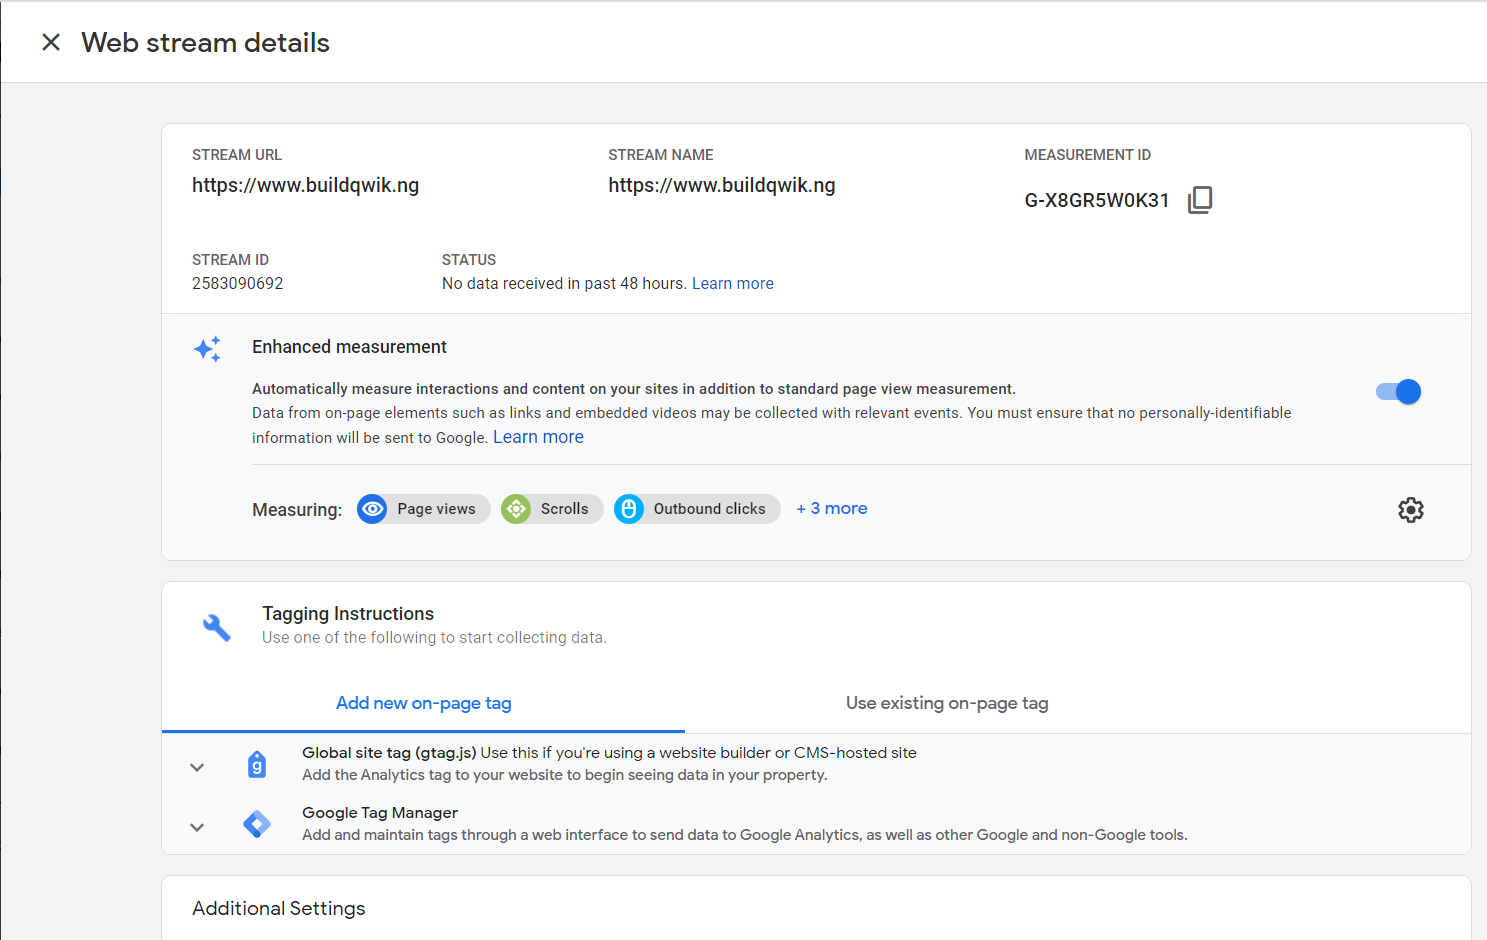 Web stream details
STREAM URL
https://www.buildqwik.ng
STREAM NAME
https://www.buildqwik.ng
MEASUREMENT ID
G-X8GR5W0K31
STREAM ID
2583090692
STATUS
No data received in past 48 hours. Learn more
Enhanced measurement
Automatically measure interactions and content on your sites in addition to standard page view measurement.
Data from on-page elements such as links and embedded videos may be collected with relevant events. You must ensure that no personally-identifiable
information will be sent to Google. Learn more
Measuring: Page views Scrolls Outbound clicks + 3 more
Tagging Instructions
Use one of the following to start collecting data.
Add new on-page tag
Use existing on-page tag
g
Global site tag (gtag.js) Use this if you're using a website builder or CMS-hosted site
Add the Analytics tag to your website to begin seeing data in your property.
Google Tag Manager
Add and maintain tags through a web interface to send data to Google Analytics, as well as other Google and non-Google tools.
Additional Settings